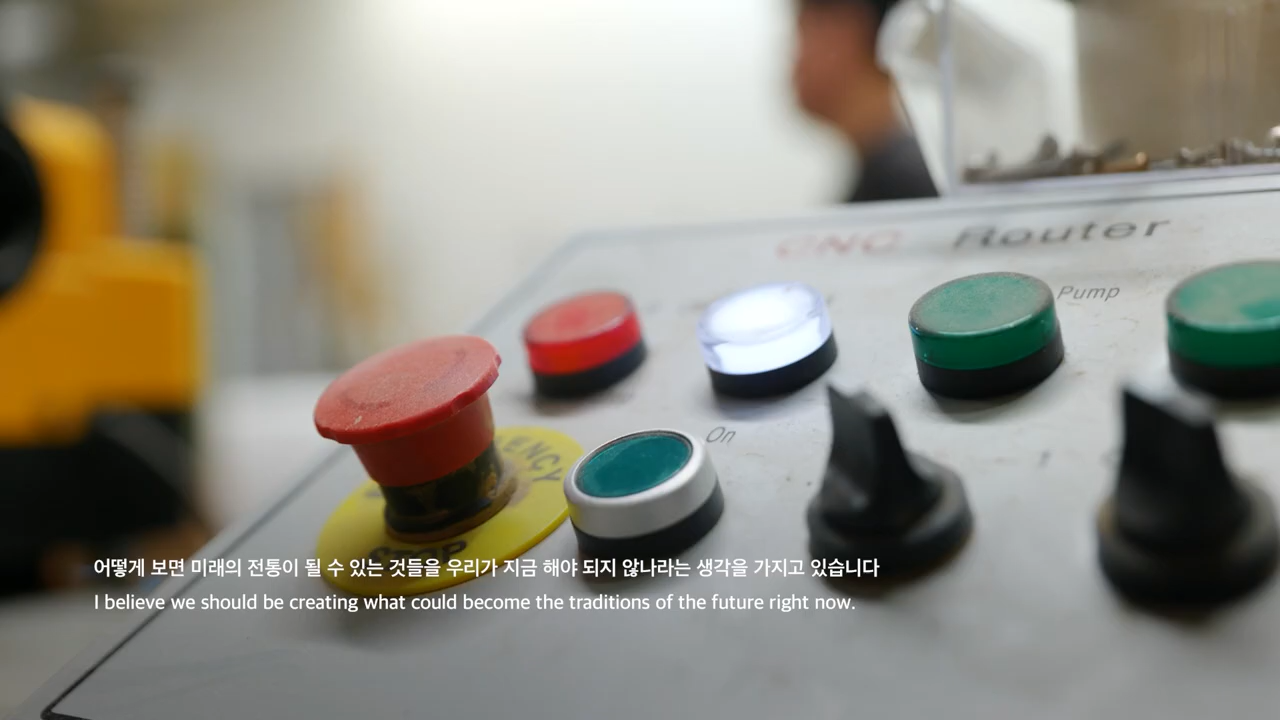 CNC Router
Pump
On
ENCY
STOP
어떻게 보면 미래의 전통이 될 수 있는 것들을 우리가 지금 해야 되지 않나라는 생각을 가지고 있습니다
I believe we should be creating what could become the traditions of the future right now.